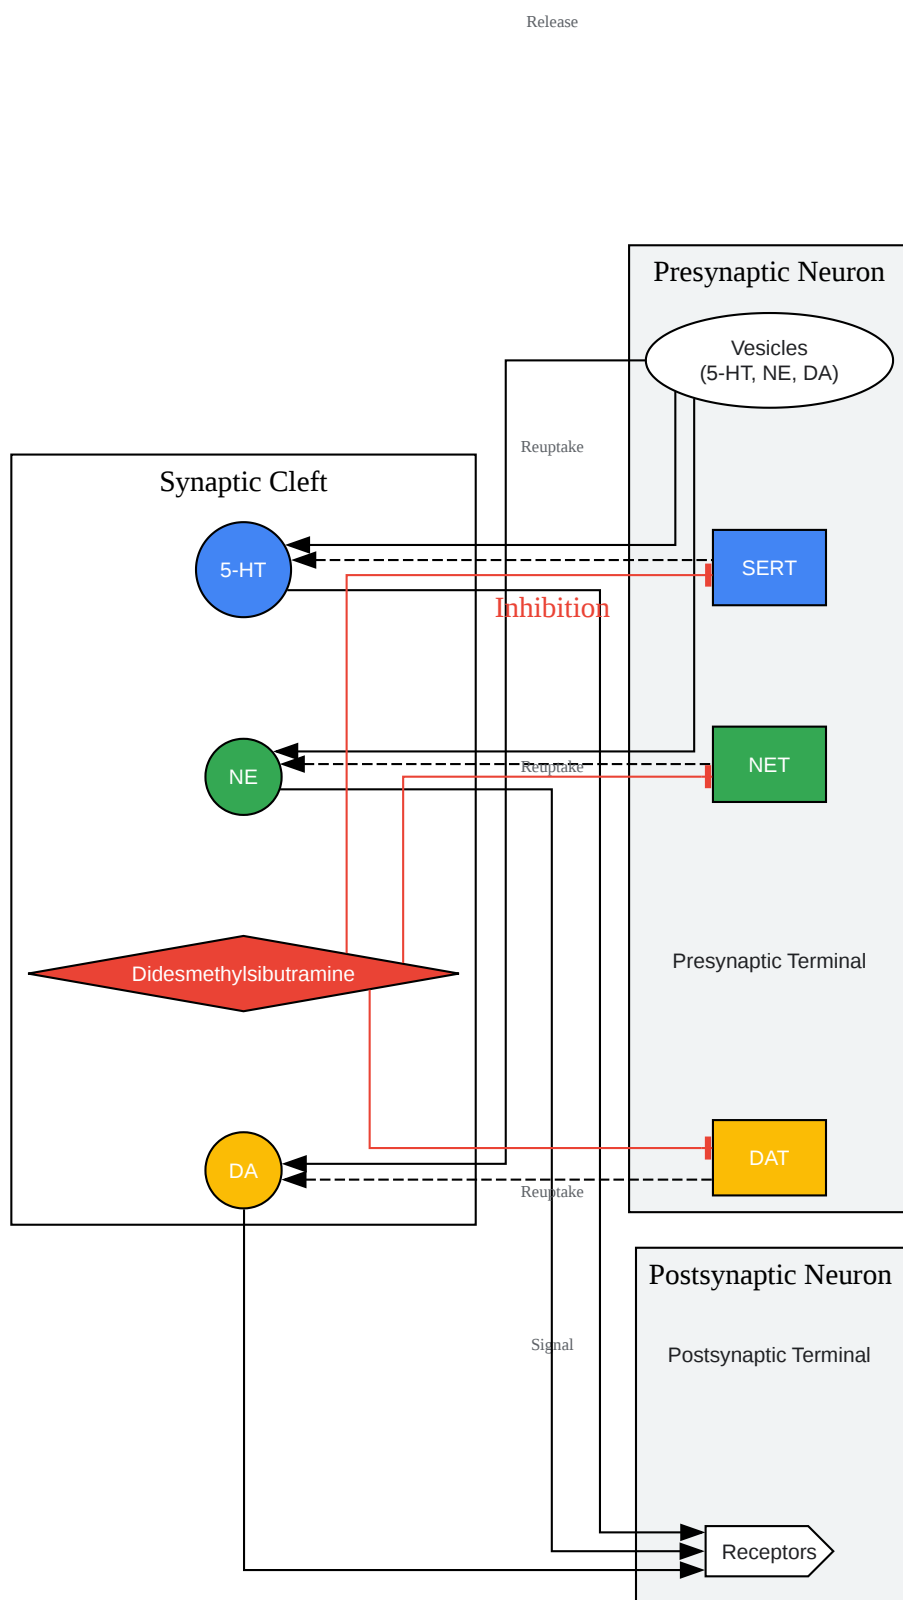 Release
Presynaptic Neuron
Vesicles
(5-HT, NE, DA)
Reuptake
Synaptic Cleft
5-HT
SERT
Inhibition
NE
Reuptake
NET
Presynaptic Terminal
Didesmethylsibutramine
DA
DAT
Reuptake
Postsynaptic Neuron
Signal
Postsynaptic Terminal
Receptors